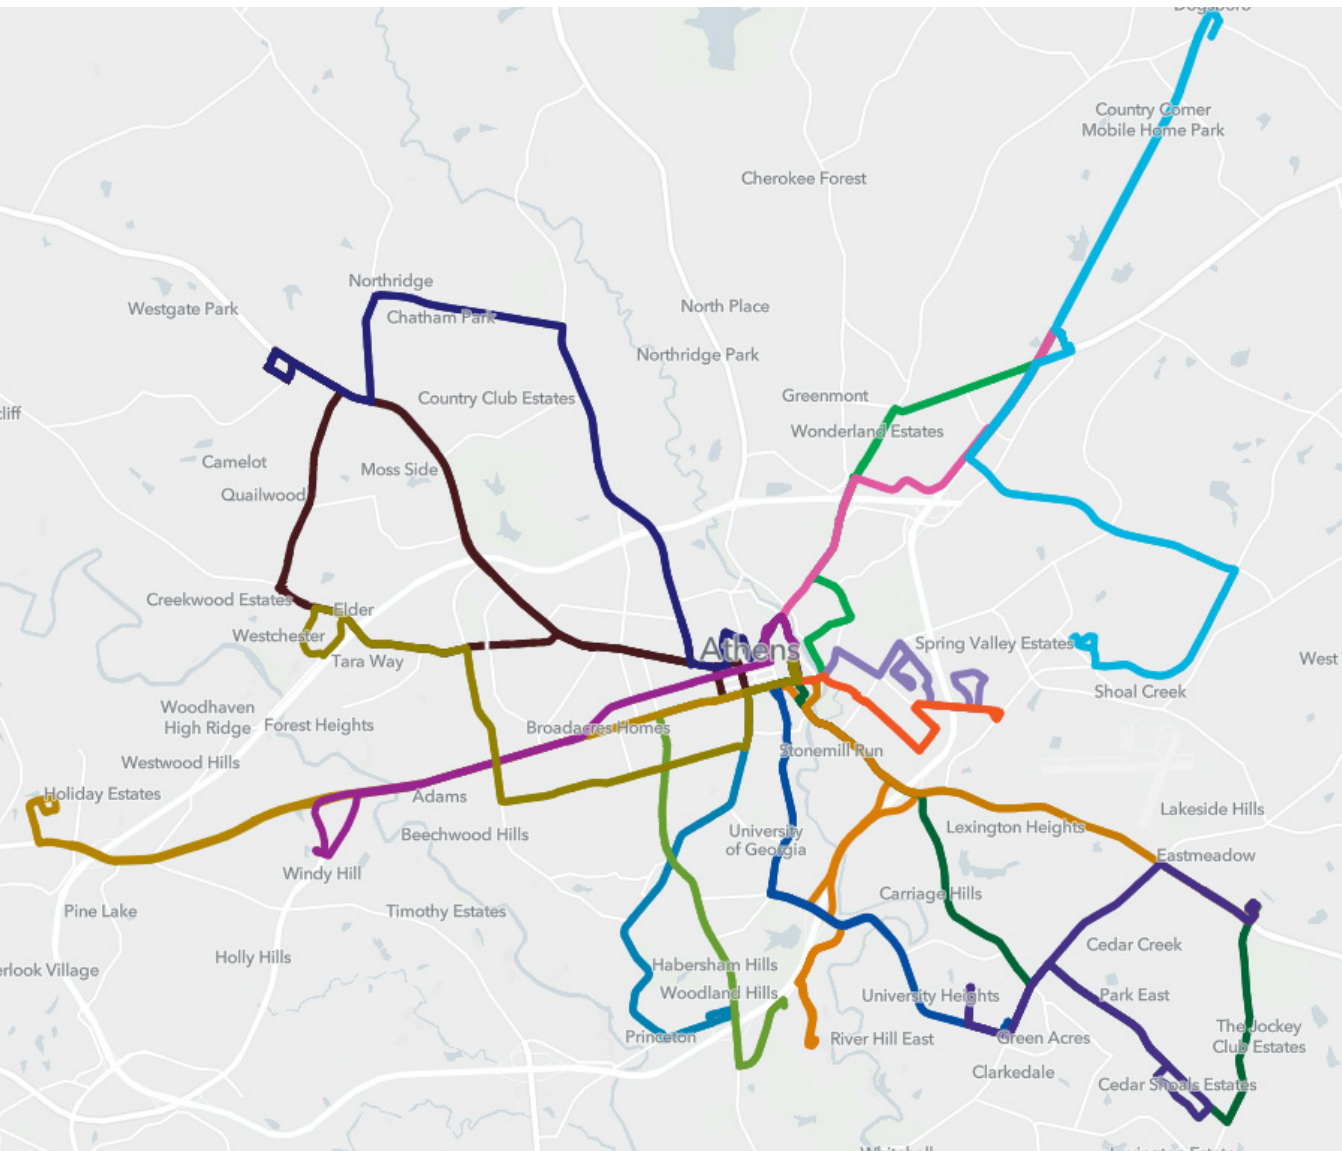 Dogsboro
Country Corner
Mobile Home Park
Cherokee Forest
Northridge
Westgate Park
Chatham Park
North Place
Northridge Park
Country Club Estates
Greenmont
cliff
Wonderland Estates
Camelot
Moss Side
Quailwood
Creekwood Estates
Elder
Westchester
Tara Way
Athens
Spring Valley Estates
West
Shoal Creek
Woodhaven
High Ridge
Forest Heights
Broadacres Homes
Stonemill Run
Westwood Hills
Holiday Estates
Adams
Lakeside Hills
Beechwood Hills
University
of Georgia
Lexington Heights
Eastmeadow
Windy Hill
Carriage Hills
Pine Lake
Timothy Estates
Cedar Creek
Holly Hills
erlook Village
Habersham Hills
Woodland Hills
University Heights
Park East
Princeton
River Hill East
Green Acres
The Jockey
Club Estates
Clarkedale
Cedar Shoals Estates